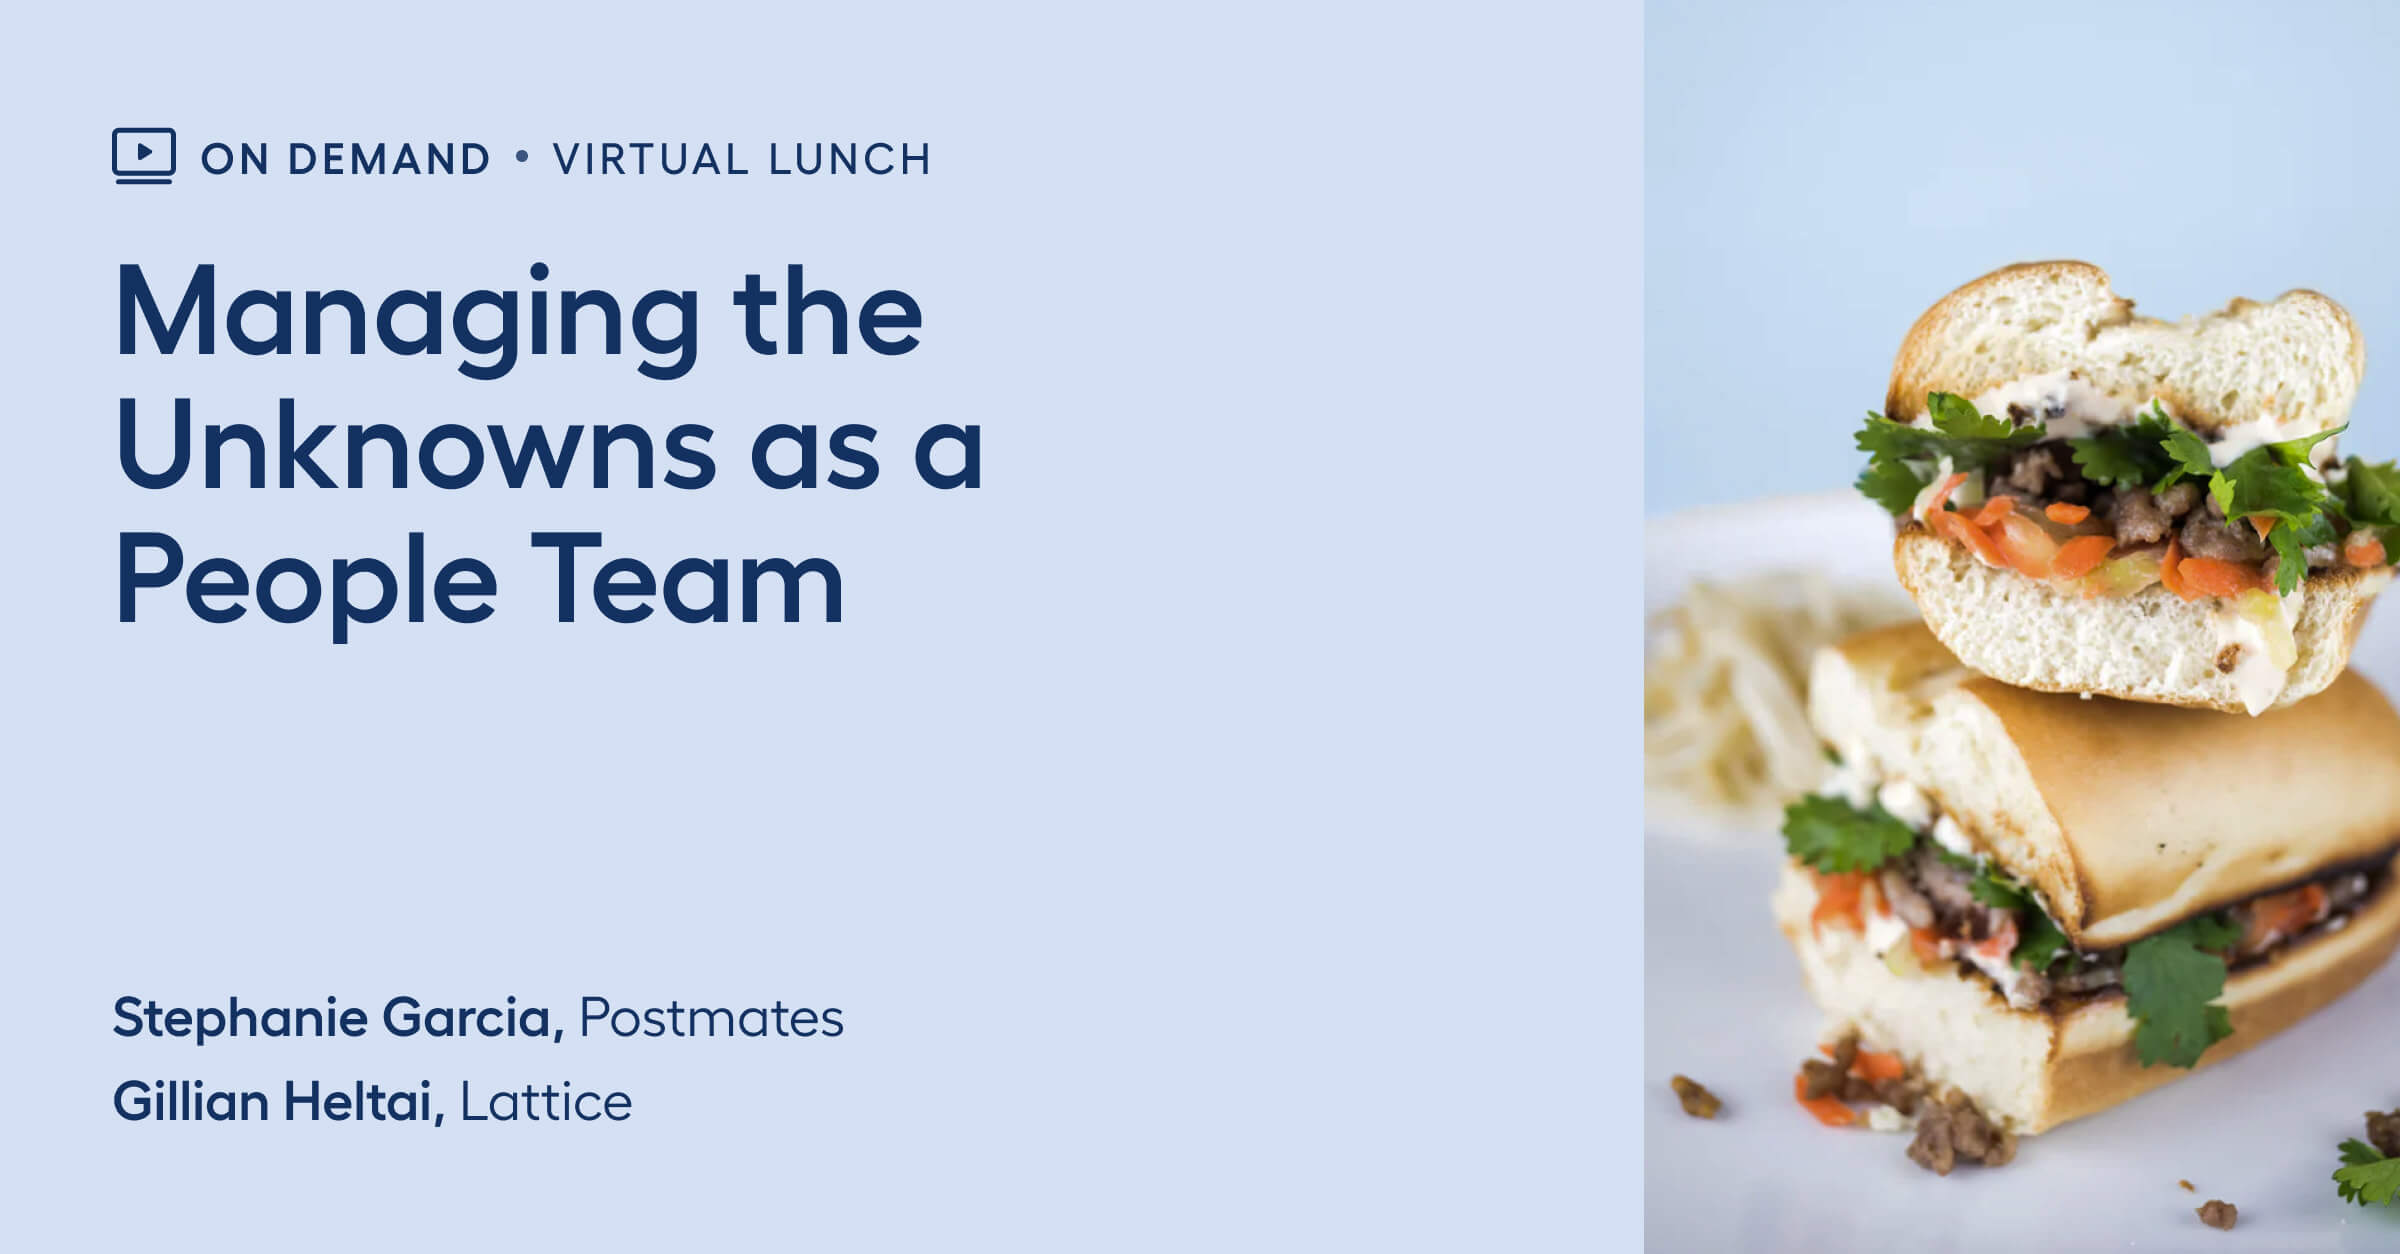 ON DEMAND • VIRTUAL LUNCH
Managing the
Unknowns as a
People Team
Stephanie Garcia, Postmates
Gillian Heltai, Lattice